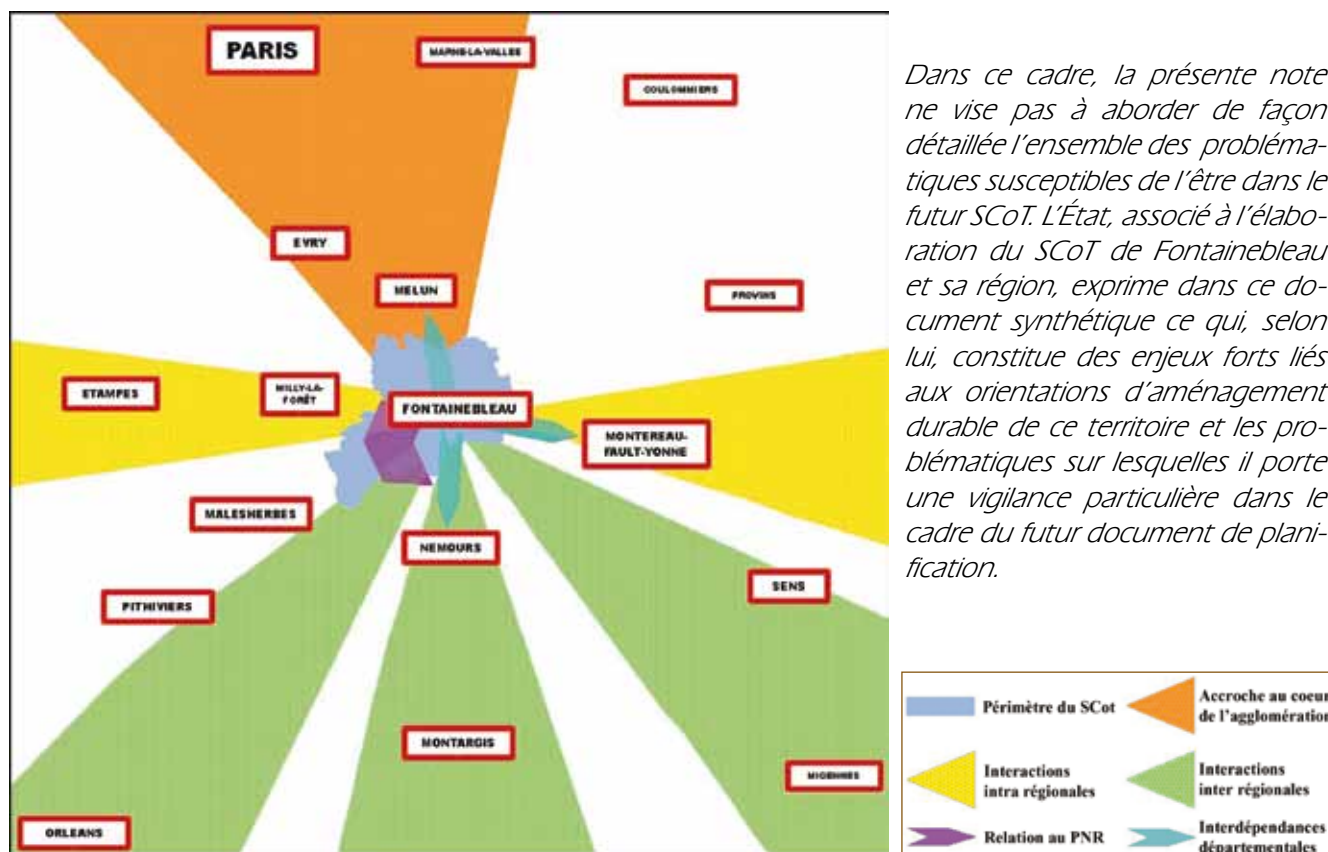 PARIS
MARNE-LA-VALLEE
COULOMMIERS
EVRY
MELUN
PROVINS
ETAMPES
MILLY-LA-
FORÊT
FONTAINEBLEAU
MONTEREAU-
FAULT-YONNE
MALESHERBES
NEMOURS
PITHIVIERS
SENS
MONTARGIS
MIGENNES
ORLEANS
Dans ce cadre, la présente note
ne vise pas à aborder de façon
détaillée l'ensemble des probléma-
tiques susceptibles de l'être dans le
futur SCoT. L'État, associé à l'élabo-
ration du SCoT de Fontainebleau
et sa région, exprime dans ce do-
cument synthétique ce qui, selon
lui, constitue des enjeux forts liés
aux orientations d'aménagement
durable de ce territoire et les pro-
blématiques sur lesquelles il porte
une vigilance particulière dans le
cadre du futur document de plani-
fication.
Périmètre du SCot
Accroche au coeur
de l'agglomération
Interactions
intra régionales
Interactions
inter régionales
Relation au PNR
Interdépendances
départementales